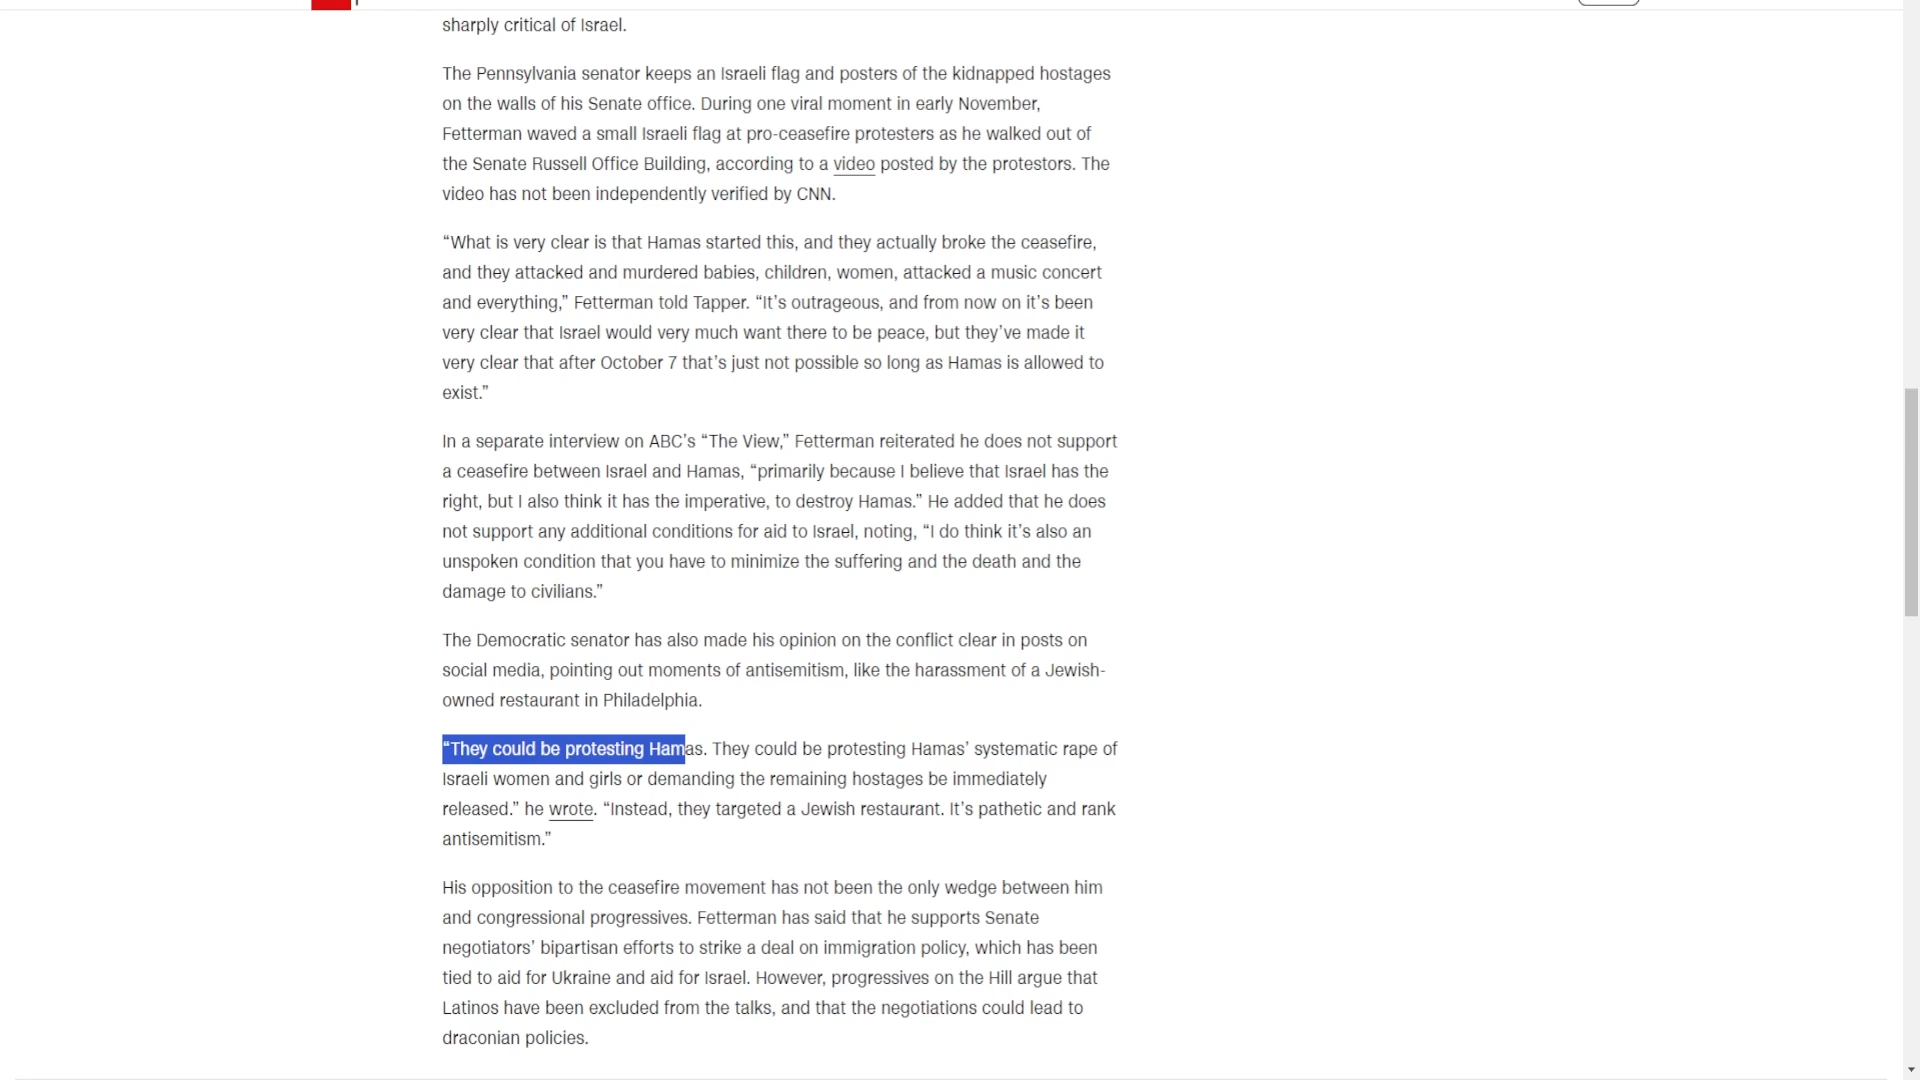 sharply critical of Israel.
The Pennsylvania senator keeps an Israeli flag and posters of the kidnapped hostages
on the walls of his Senate office. During one viral moment in early November,
Fetterman waved a small Israeli flag at pro-ceasefire protesters as he walked out of
the Senate Russell Office Building, according to a video posted by the protestors. The
video has not been independently verified by CNN.
“What is very clear is that Hamas started this, and they actually broke the ceasefire,
and they attacked and murdered babies, children, women, attacked a music concert
and everything,” Fetterman told Tapper. “It’s outrageous, and from now on it’s been
very clear that Israel would very much want there to be peace, but they’ve made it
very clear that after October 7 that’s just not possible so long as Hamas is allowed to
exist.”
In a separate interview on ABC’s “The View,” Fetterman reiterated he does not support
a ceasefire between Israel and Hamas, “primarily because I believe that Israel has the
right, but I also think it has the imperative, to destroy Hamas.” He added that he does
not support any additional conditions for aid to Israel, noting, “I do think it’s also an
unspoken condition that you have to minimize the suffering and the death and the
damage to civilians.”
The Democratic senator has also made his opinion on the conflict clear in posts on
social media, pointing out moments of antisemitism, like the harassment of a Jewish-
owned restaurant in Philadelphia.
“They could be protesting Hamas. They could be protesting Hamas’ systematic rape of
Israeli women and girls or demanding the remaining hostages be immediately
released.” he wrote. “Instead, they targeted a Jewish restaurant. It’s pathetic and rank
antisemitism.”
His opposition to the ceasefire movement has not been the only wedge between him
and congressional progressives. Fetterman has said that he supports Senate
negotiators’ bipartisan efforts to strike a deal on immigration policy, which has been
tied to aid for Ukraine and aid for Israel. However, progressives on the Hill argue that
Latinos have been excluded from the talks, and that the negotiations could lead to
draconian policies.